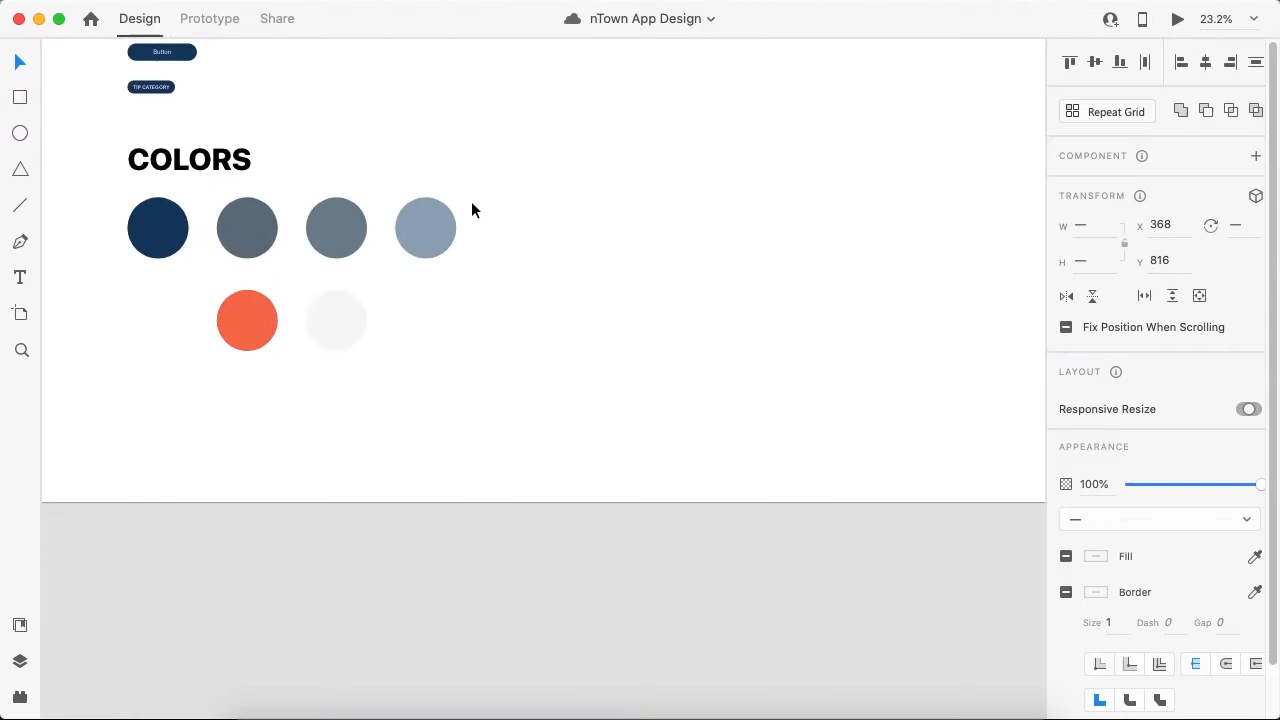 Design Prototype Share nTown App Design 23.2%
Button
TIP CATEGORY
COLORS
Repeat Grid
COMPONENT
TRANSFORM
W — X 368 —
H — Y 816
Fix Position When Scrolling
LAYOUT
Responsive Resize
APPEARANCE
100%
—
Fill
Border
Size 1 Dash 0 Gap 0